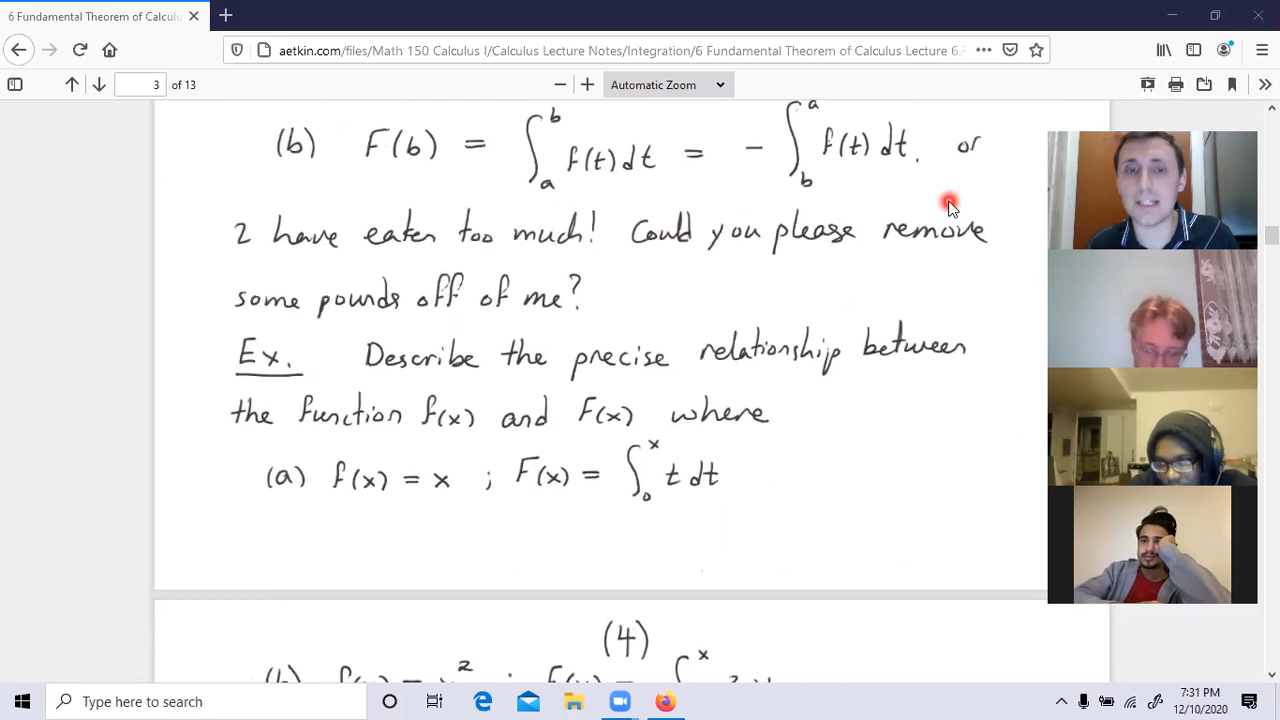 6 Fundamental Theorem of Calculu
aetkin.com/files/Math 150 Calculus I/Calculus Lecture Notes/Integration/6 Fundamental Theorem of Calculus Lecture 6.
3 of 13
Automatic Zoom
(b) F(b) = ∫_a^b f(t) dt = - ∫_b^a f(t) dt. or
I have eaten too much! Could you please remove
some pounds off of me?
Ex. Describe the precise relationship between
the function f(x) and F(x) where
(a) f(x) = x ; F(x) = ∫_0^x t dt
(4)
Type here to search
7:31 PM
12/10/2020